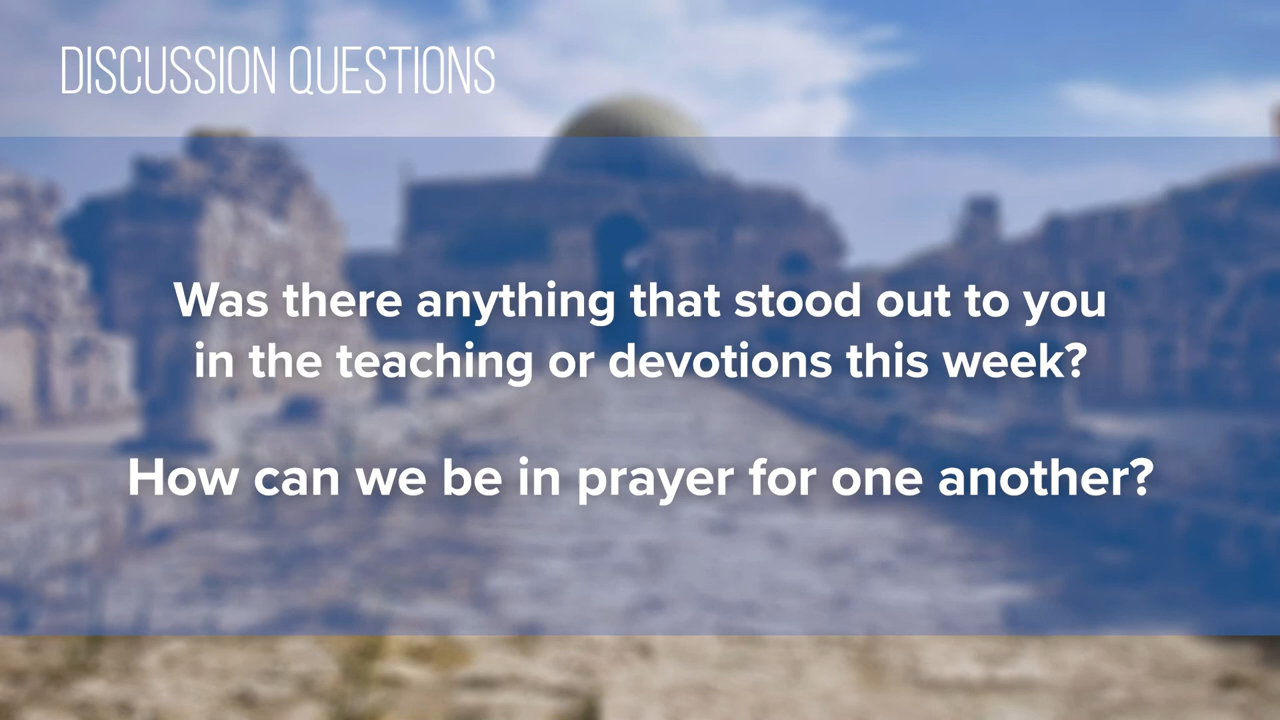 DISCUSSION QUESTIONS
Was there anything that stood out to you
in the teaching or devotions this week?
How can we be in prayer for one another?